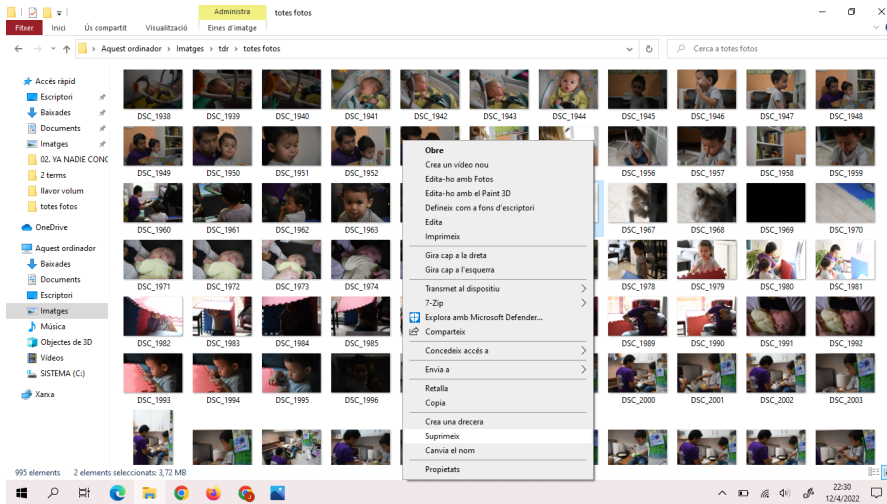 Administra
totes fotos
Fitxer
Inici
Ús compartit
Visualització
Eines d'imatge
Aquest ordinador
Imatges
tdr
totes fotos
Cerca a totes fotos
Accés ràpid
Escriptori
Baixades
Documents
Imatges
02. YA NADIE CONC
2 terms
llavor volum
totes fotos
OneDrive
Aquest ordinador
Baixades
Documents
Escriptori
Imatges
Música
Objectes de 3D
Vídeos
SISTEMA (C:)
Xarxa
DSC_1938 DSC_1939 DSC_1940 DSC_1941 DSC_1942 DSC_1943 DSC_1944 DSC_1945 DSC_1946 DSC_1947 DSC_1948
DSC_1949 DSC_1950 DSC_1951 DSC_1952 DSC_1956 DSC_1957 DSC_1958 DSC_1959
DSC_1960 DSC_1961 DSC_1962 DSC_1963 DSC_1967 DSC_1968 DSC_1969 DSC_1970
DSC_1971 DSC_1972 DSC_1973 DSC_1974 DSC_1978 DSC_1979 DSC_1980 DSC_1981
DSC_1982 DSC_1983 DSC_1984 DSC_1985 DSC_1989 DSC_1990 DSC_1991 DSC_1992
DSC_1993 DSC_1994 DSC_1995 DSC_1996 DSC_2000 DSC_2001 DSC_2002 DSC_2003
Obre
Crea un vídeo nou
Edita-ho amb Fotos
Edita-ho amb el Paint 3D
Defineix com a fons d'escriptori
Edita
Imprimeix
Gira cap a la dreta
Gira cap a l'esquerra
Transmet al dispositiu
7-Zip
Explora amb Microsoft Defender...
Comparteix
Concedeix accés a
Envia a
Retalla
Copia
Crea una drecera
Suprimeix
Canvia el nom
Propietats
995 elements
2 elements seleccionats: 3,72 MB
22:30
12/4/2022